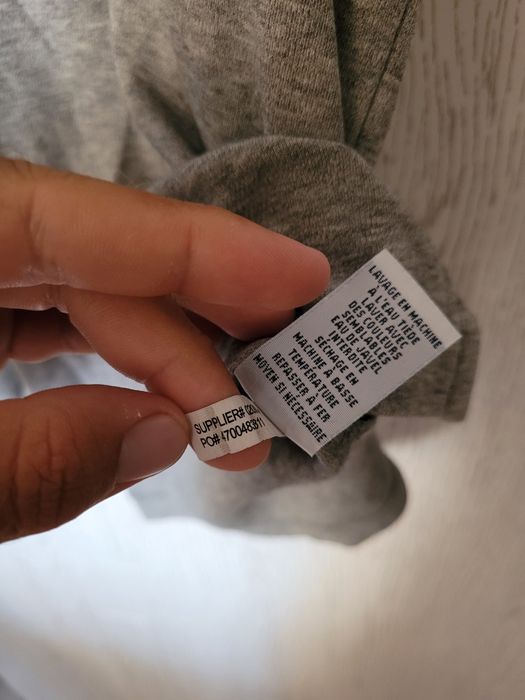 LAVAGE EN MACHINE
À L'EAU TIÈDE
LAVER AVEC
DES COULEURS
SEMBLABLES
EAU DE JAVEL
INTERDITE
SÉCHAGE EN
MACHINE À BASSE
TEMPÉRATURE
REPASSER À FER
MOYEN SI NECESSAIRE
SUPPLIER#
PO#